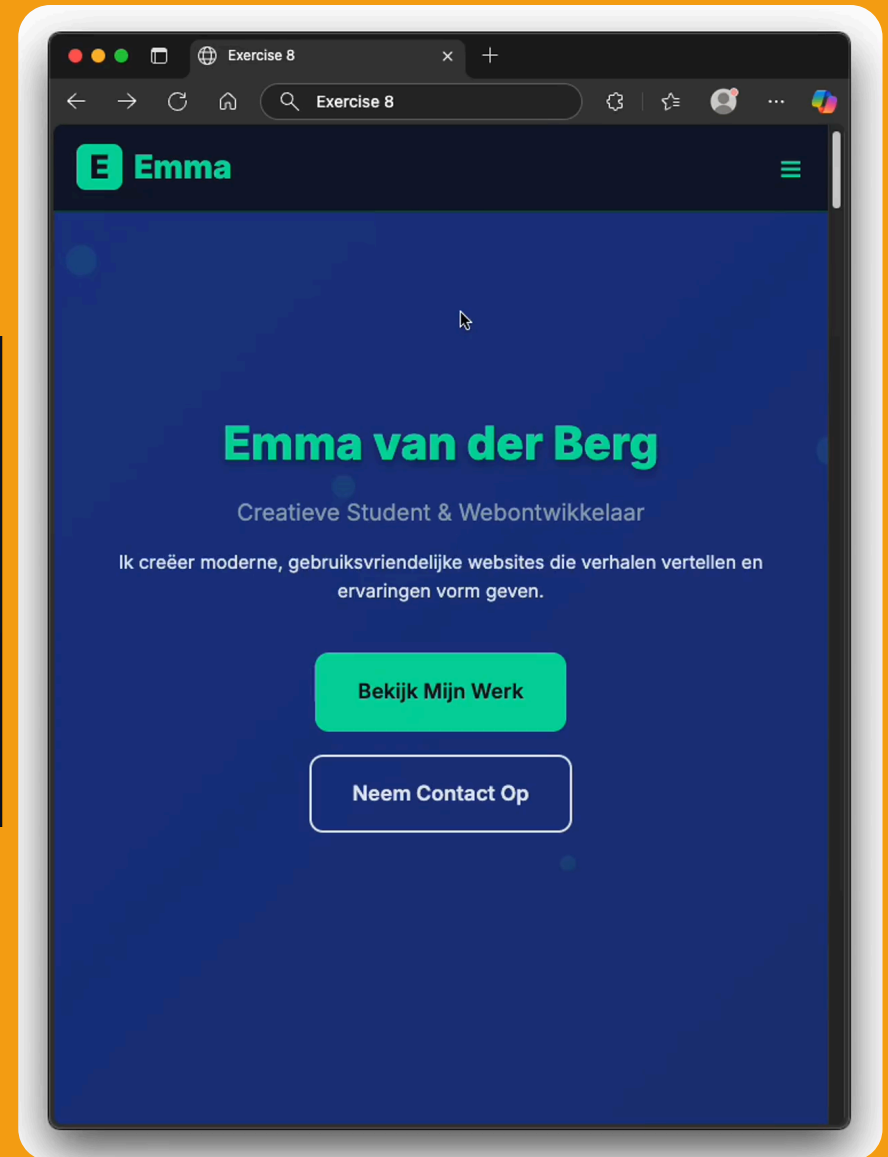 Exercise 8
Exercise 8
E Emma
Emma van der Berg
Creatieve Student & Webontwikkelaar
Ik creëer moderne, gebruiksvriendelijke websites die verhalen vertellen en
ervaringen vorm geven.
Bekijk Mijn Werk
Neem Contact Op